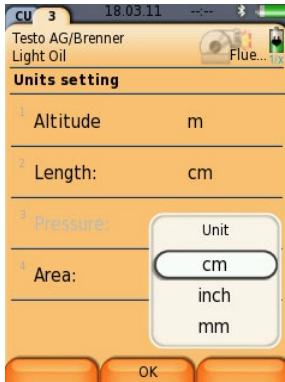 CU 3 18.03.11 --:--
Testo AG/Brenner
Light Oil
Flue...
1/x
Units setting
1 Altitude m
2 Length: cm
3 Pressure:
4 Area:
Unit
cm
inch
mm
OK